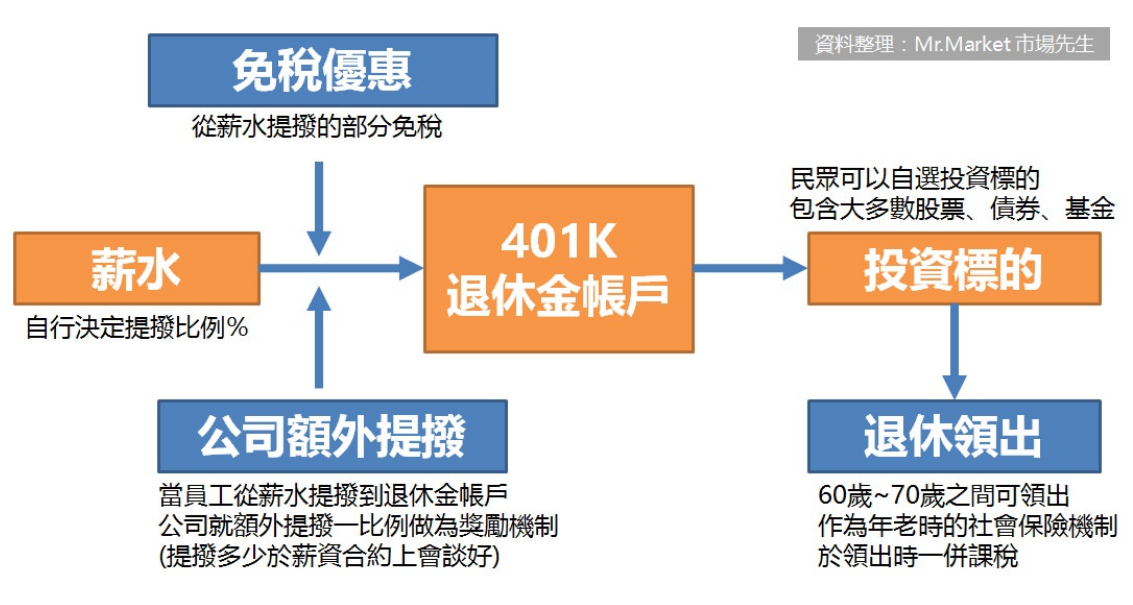 資料整理：Mr.Market 市場先生
免稅優惠
從薪水提撥的部分免稅
薪水
自行決定提撥比例%
公司額外提撥
當員工從薪水提撥到退休金帳戶
公司就額外提撥一比例做為獎勵機制
(提撥多少於薪資合約上會談好)
401K
退休金帳戶
民眾可以自選投資標的
包含大多數股票、債券、基金
投資標的
退休領出
60歲~70歲之間可領出
作為年老時的社會保險機制
於領出時一併課稅